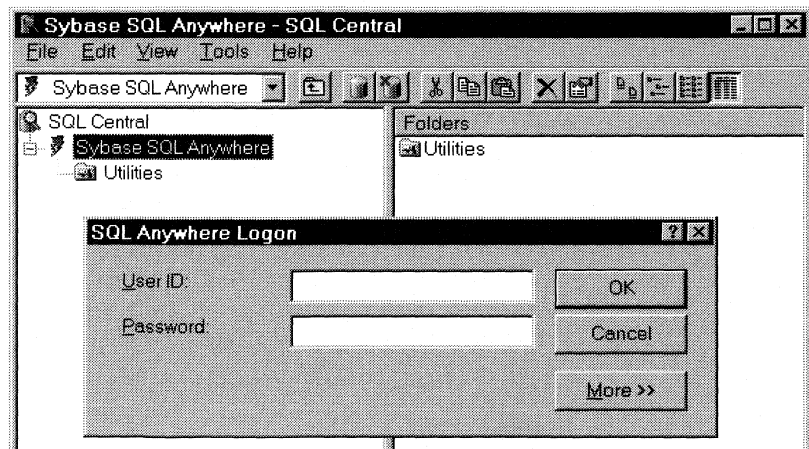 Sybase SQL Anywhere - SQL Central
File Edit View Tools Help
Sybase SQL Anywhere
SQL Central
Sybase SQL Anywhere
Utilities
Folders
Utilities
SQL Anywhere Logon
User ID:
Password:
OK
Cancel
More >>